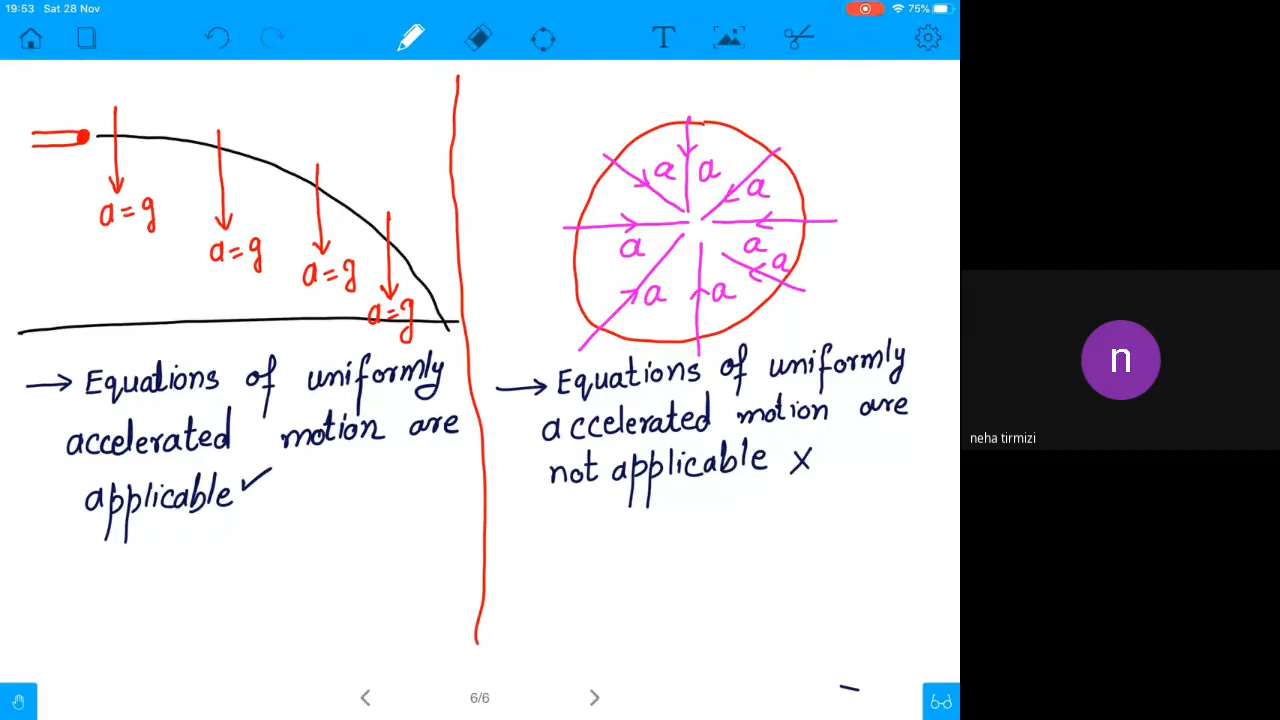 19:53 Sat 28 Nov
75%
T
a = g
a = g
a = g
a = g
→ Equations of uniformly
accelerated motion are
applicable ✓
a
a
a
a
a
a
a
a
→ Equations of uniformly
accelerated motion are
not applicable ×
6/6
n
neha tirmizi